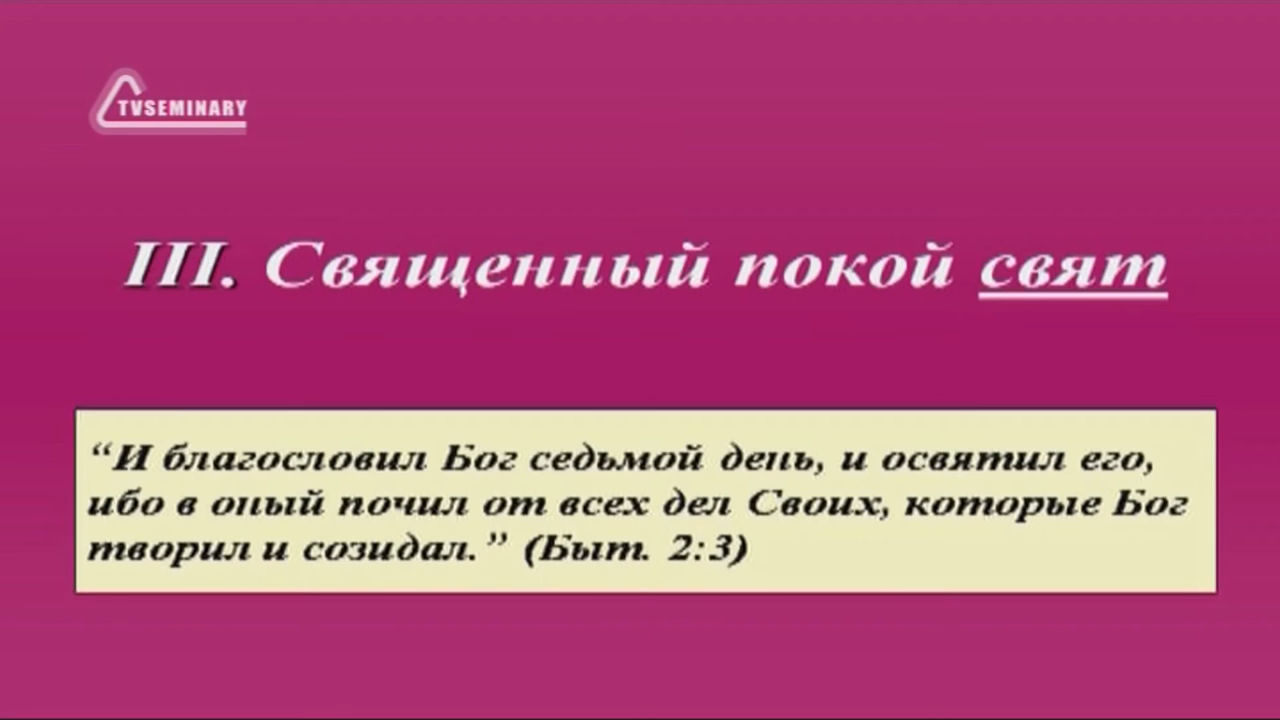 TVSEMINARY
III. Священный покой свят
“И благословил Бог седьмой день, и освятил его,
ибо в оный почил от всех дел Своих, которые Бог
творил и созидал.” (Быт. 2:3)